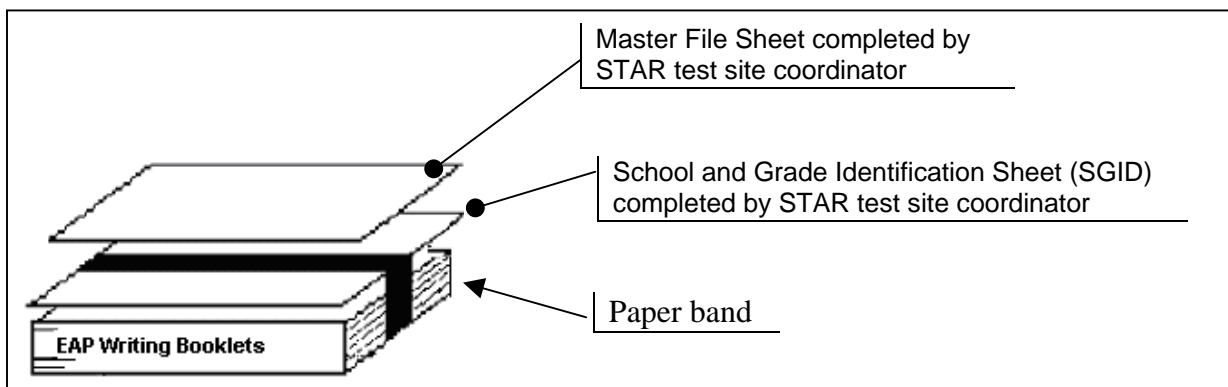 Master File Sheet completed by
STAR test site coordinator
School and Grade Identification Sheet (SGID)
completed by STAR test site coordinator
Paper band
EAP Writing Booklets